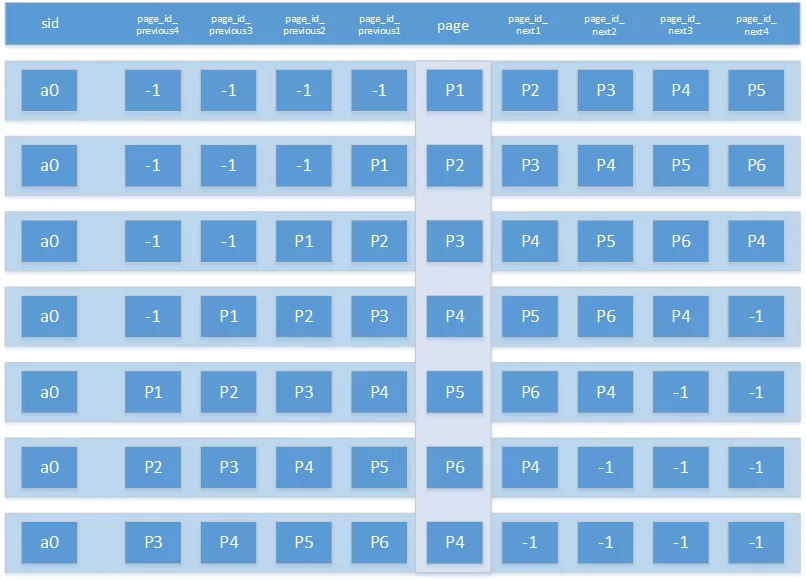 sid page_id_previous4 page_id_previous3 page_id_previous2 page_id_previous1 page page_id_next1 page_id_next2 page_id_next3 page_id_next4
a0 -1 -1 -1 -1 P1 P2 P3 P4 P5
a0 -1 -1 -1 P1 P2 P3 P4 P5 P6
a0 -1 -1 P1 P2 P3 P4 P5 P6 P4
a0 -1 P1 P2 P3 P4 P5 P6 P4 -1
a0 P1 P2 P3 P4 P5 P6 P4 -1 -1
a0 P2 P3 P4 P5 P6 P4 -1 -1 -1
a0 P3 P4 P5 P6 P4 -1 -1 -1 -1